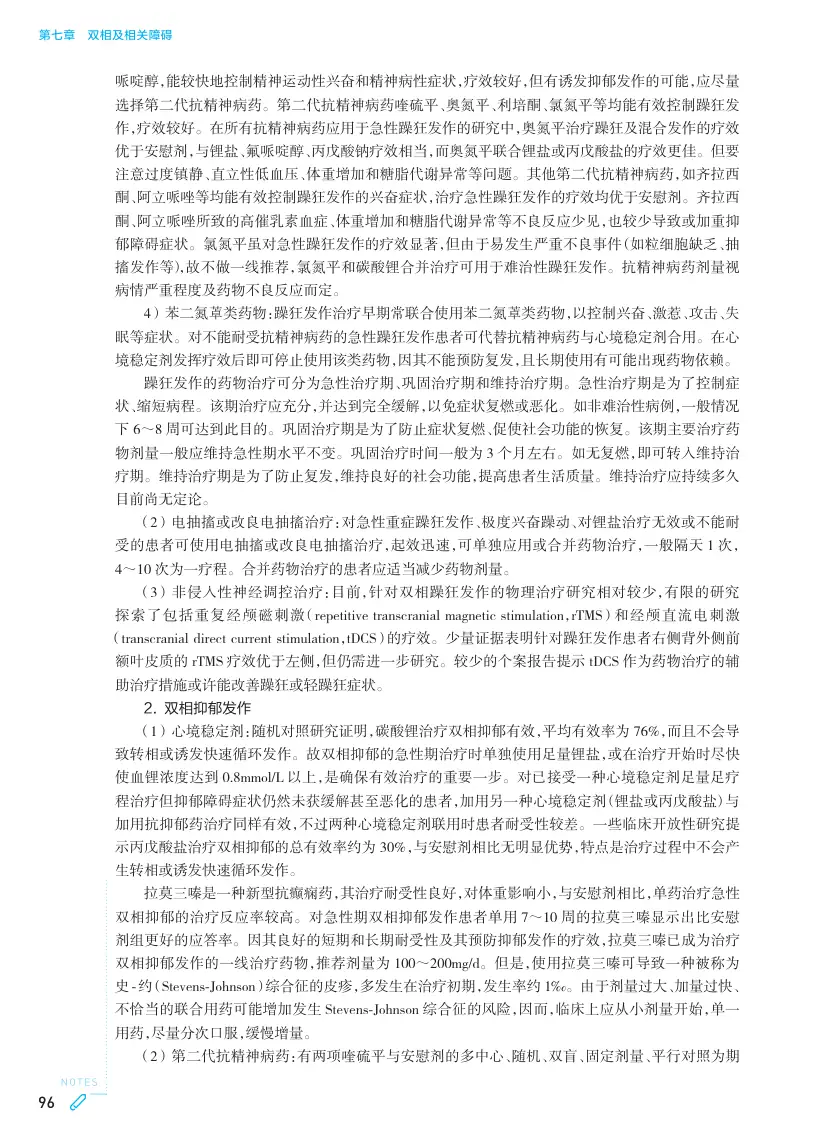 第七章 双相及相关障碍
哌啶醇,能较快地控制精神运动性兴奋和精神病性症状,疗效较好,但有诱发抑郁发作的可能,应尽量
选择第二代抗精神病药。第二代抗精神病药喹硫平、奥氮平、利培酮、氯氮平等均能有效控制躁狂发
作,疗效较好。在所有抗精神病药应用于急性躁狂发作的研究中,奥氮平治疗躁狂及混合发作的疗效
优于安慰剂,与锂盐、氟哌啶醇、丙戊酸钠疗效相当,而奥氮平联合锂盐或丙戊酸盐的疗效更佳。但要
注意过度镇静、直立性低血压、体重增加和糖脂代谢异常等问题。其他第二代抗精神病药,如齐拉西
酮、阿立哌唑等均能有效控制躁狂发作的兴奋症状,治疗急性躁狂发作的疗效均优于安慰剂。齐拉西
酮、阿立哌唑所致的高催乳素血症、体重增加和糖脂代谢异常等不良反应少见,也较少导致或加重抑
郁障碍症状。氯氮平虽对急性躁狂发作的疗效显著,但由于易发生严重不良事件(如粒细胞缺乏、抽
搐发作等),故不做一线推荐,氯氮平和碳酸锂合并治疗可用于难治性躁狂发作。抗精神病药剂量视
病情严重程度及药物不良反应而定。
4)苯二氮䓬类药物:躁狂发作治疗早期常联合使用苯二氮䓬类药物,以控制兴奋、激惹、攻击、失
眠等症状。对不能耐受抗精神病药的急性躁狂发作患者可代替抗精神病药与心境稳定剂合用。在心
境稳定剂发挥疗效后即可停止使用该类药物,因其不能预防复发,且长期使用有可能出现药物依赖。
躁狂发作的药物治疗可分为急性治疗期、巩固治疗期和维持治疗期。急性治疗期是为了控制症
状、缩短病程。该期治疗应充分,并达到完全缓解,以免症状复燃或恶化。如非难治性病例,一般情况
下 6~8 周可达到此目的。巩固治疗期是为了防止症状复燃、促使社会功能的恢复。该期主要治疗药
物剂量一般应维持急性期水平不变。巩固治疗时间一般为 3 个月左右。如无复燃,即可转入维持治
疗期。维持治疗期是为了防止复发,维持良好的社会功能,提高患者生活质量。维持治疗应持续多久
目前尚无定论。
(2)电抽搐或改良电抽搐治疗:对急性重症躁狂发作、极度兴奋躁动、对锂盐治疗无效或不能耐
受的患者可使用电抽搐或改良电抽搐治疗,起效迅速,可单独应用或合并药物治疗,一般隔天 1 次,
4~10 次为一疗程。合并药物治疗的患者应适当减少药物剂量。
(3)非侵入性神经调控治疗:目前,针对双相躁狂发作的物理治疗研究相对较少,有限的研究
探索了包括重复经颅磁刺激(repetitive transcranial magnetic stimulation,rTMS)和经颅直流电刺激
(transcranial direct current stimulation,tDCS)的疗效。少量证据表明针对躁狂发作患者右侧背外侧前
额叶皮质的 rTMS 疗效优于左侧,但仍需进一步研究。较少的个案报告提示 tDCS 作为药物治疗的辅
助治疗措施或许能改善躁狂或轻躁狂症状。
2. 双相抑郁发作
(1)心境稳定剂:随机对照研究证明,碳酸锂治疗双相抑郁有效,平均有效率为 76%,而且不会导
致转相或诱发快速循环发作。故双相抑郁的急性期治疗时单独使用足量锂盐,或在治疗开始时尽快
使血锂浓度达到 0.8mmol/L 以上,是确保有效治疗的重要一步。对已接受一种心境稳定剂足量足疗
程治疗但抑郁障碍症状仍然未获缓解甚至恶化的患者,加用另一种心境稳定剂(锂盐或丙戊酸盐)与
加用抗抑郁药治疗同样有效,不过两种心境稳定剂联用时患者耐受性较差。一些临床开放性研究提
示丙戊酸盐治疗双相抑郁的总有效率约为 30%,与安慰剂相比无明显优势,特点是治疗过程中不会产
生转相或诱发快速循环发作。
拉莫三嗪是一种新型抗癫痫药,其治疗耐受性良好,对体重影响小,与安慰剂相比,单药治疗急性
双相抑郁的治疗反应率较高。对急性期双相抑郁发作患者单用 7~10 周的拉莫三嗪显示出比安慰
剂组更好的应答率。因其良好的短期和长期耐受性及其预防抑郁发作的疗效,拉莫三嗪已成为治疗
双相抑郁发作的一线治疗药物,推荐剂量为 100~200mg/d。但是,使用拉莫三嗪可导致一种被称为
史-约(Stevens-Johnson)综合征的皮疹,多发生在治疗初期,发生率约 1‰。由于剂量过大、加量过快、
不恰当的联合用药可能增加发生 Stevens-Johnson 综合征的风险,因而,临床上应从小剂量开始,单一
用药,尽量分次口服,缓慢增量。
(2)第二代抗精神病药:有两项喹硫平与安慰剂的多中心、随机、双盲、固定剂量、平行对照为期
NOTES
96